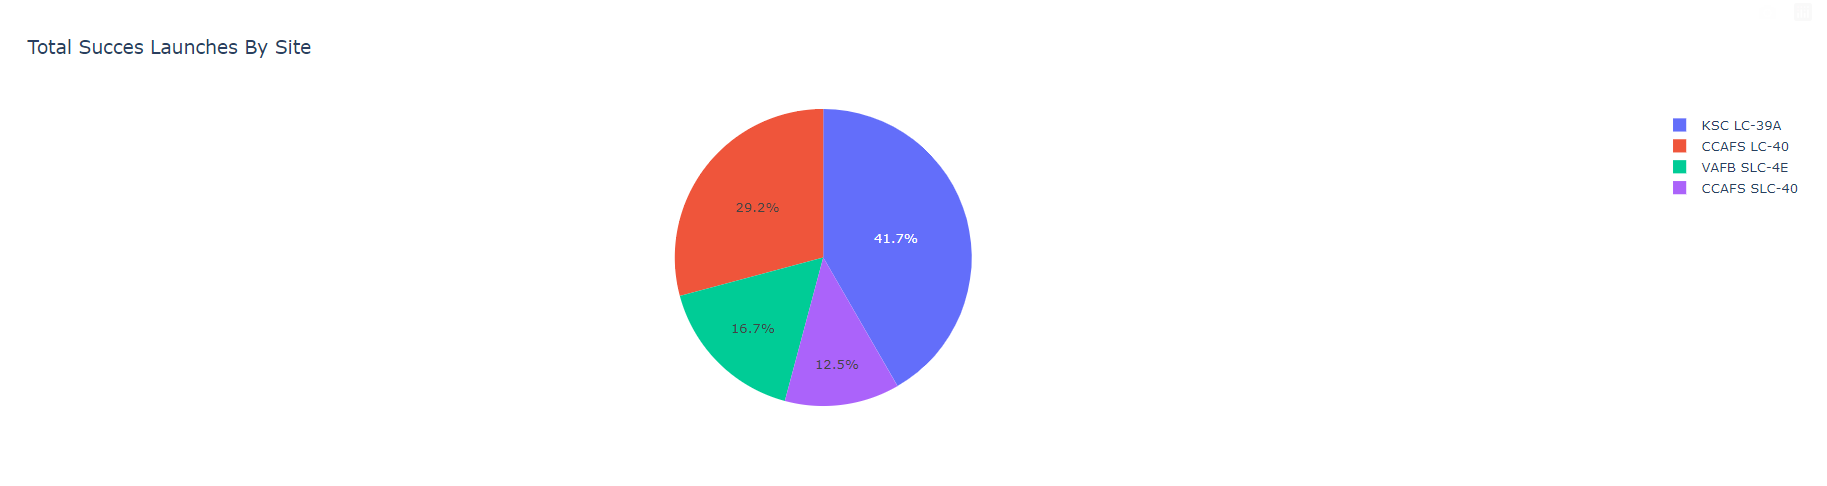 Total Succes Launches By Site
KSC LC-39A
CCAFS LC-40
VAFB SLC-4E
CCAFS SLC-40
29.2%
41.7%
16.7%
12.5%